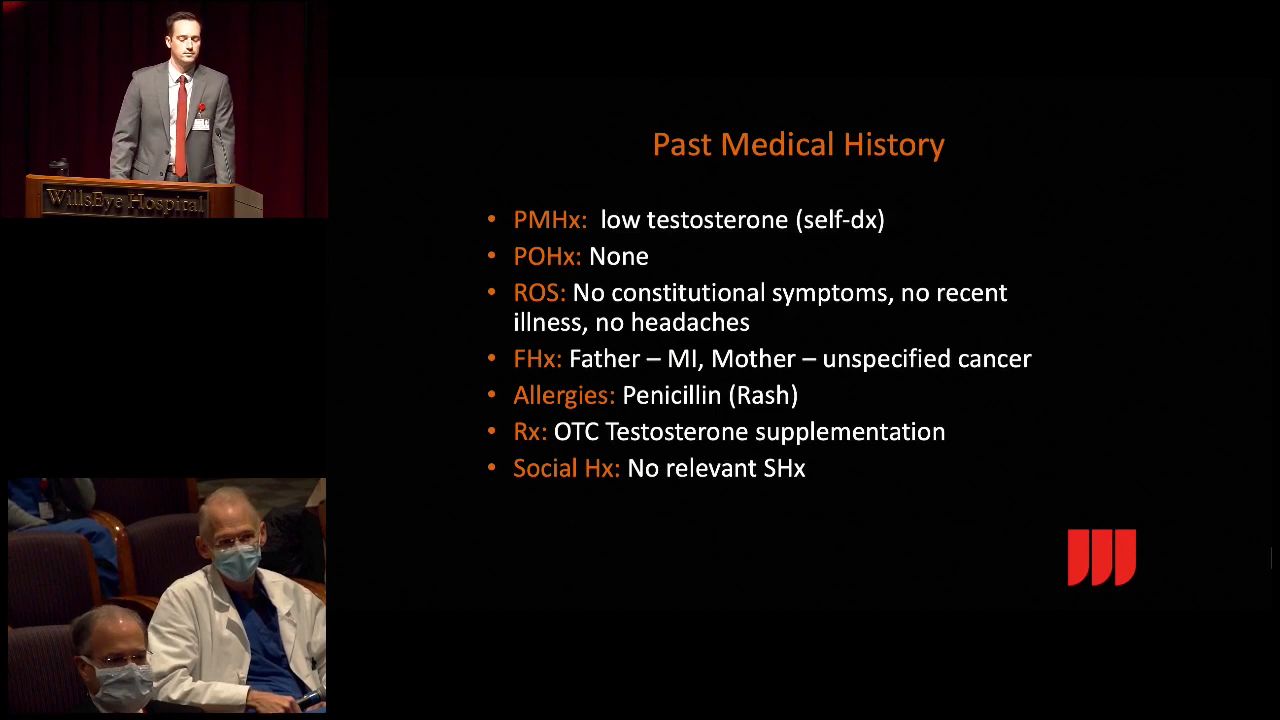 Past Medical History
• PMHx: low testosterone (self-dx)
• POHx: None
• ROS: No constitutional symptoms, no recent
illness, no headaches
• FHx: Father – MI, Mother – unspecified cancer
• Allergies: Penicillin (Rash)
• Rx: OTC Testosterone supplementation
• Social Hx: No relevant SHx
WillsEye Hospital